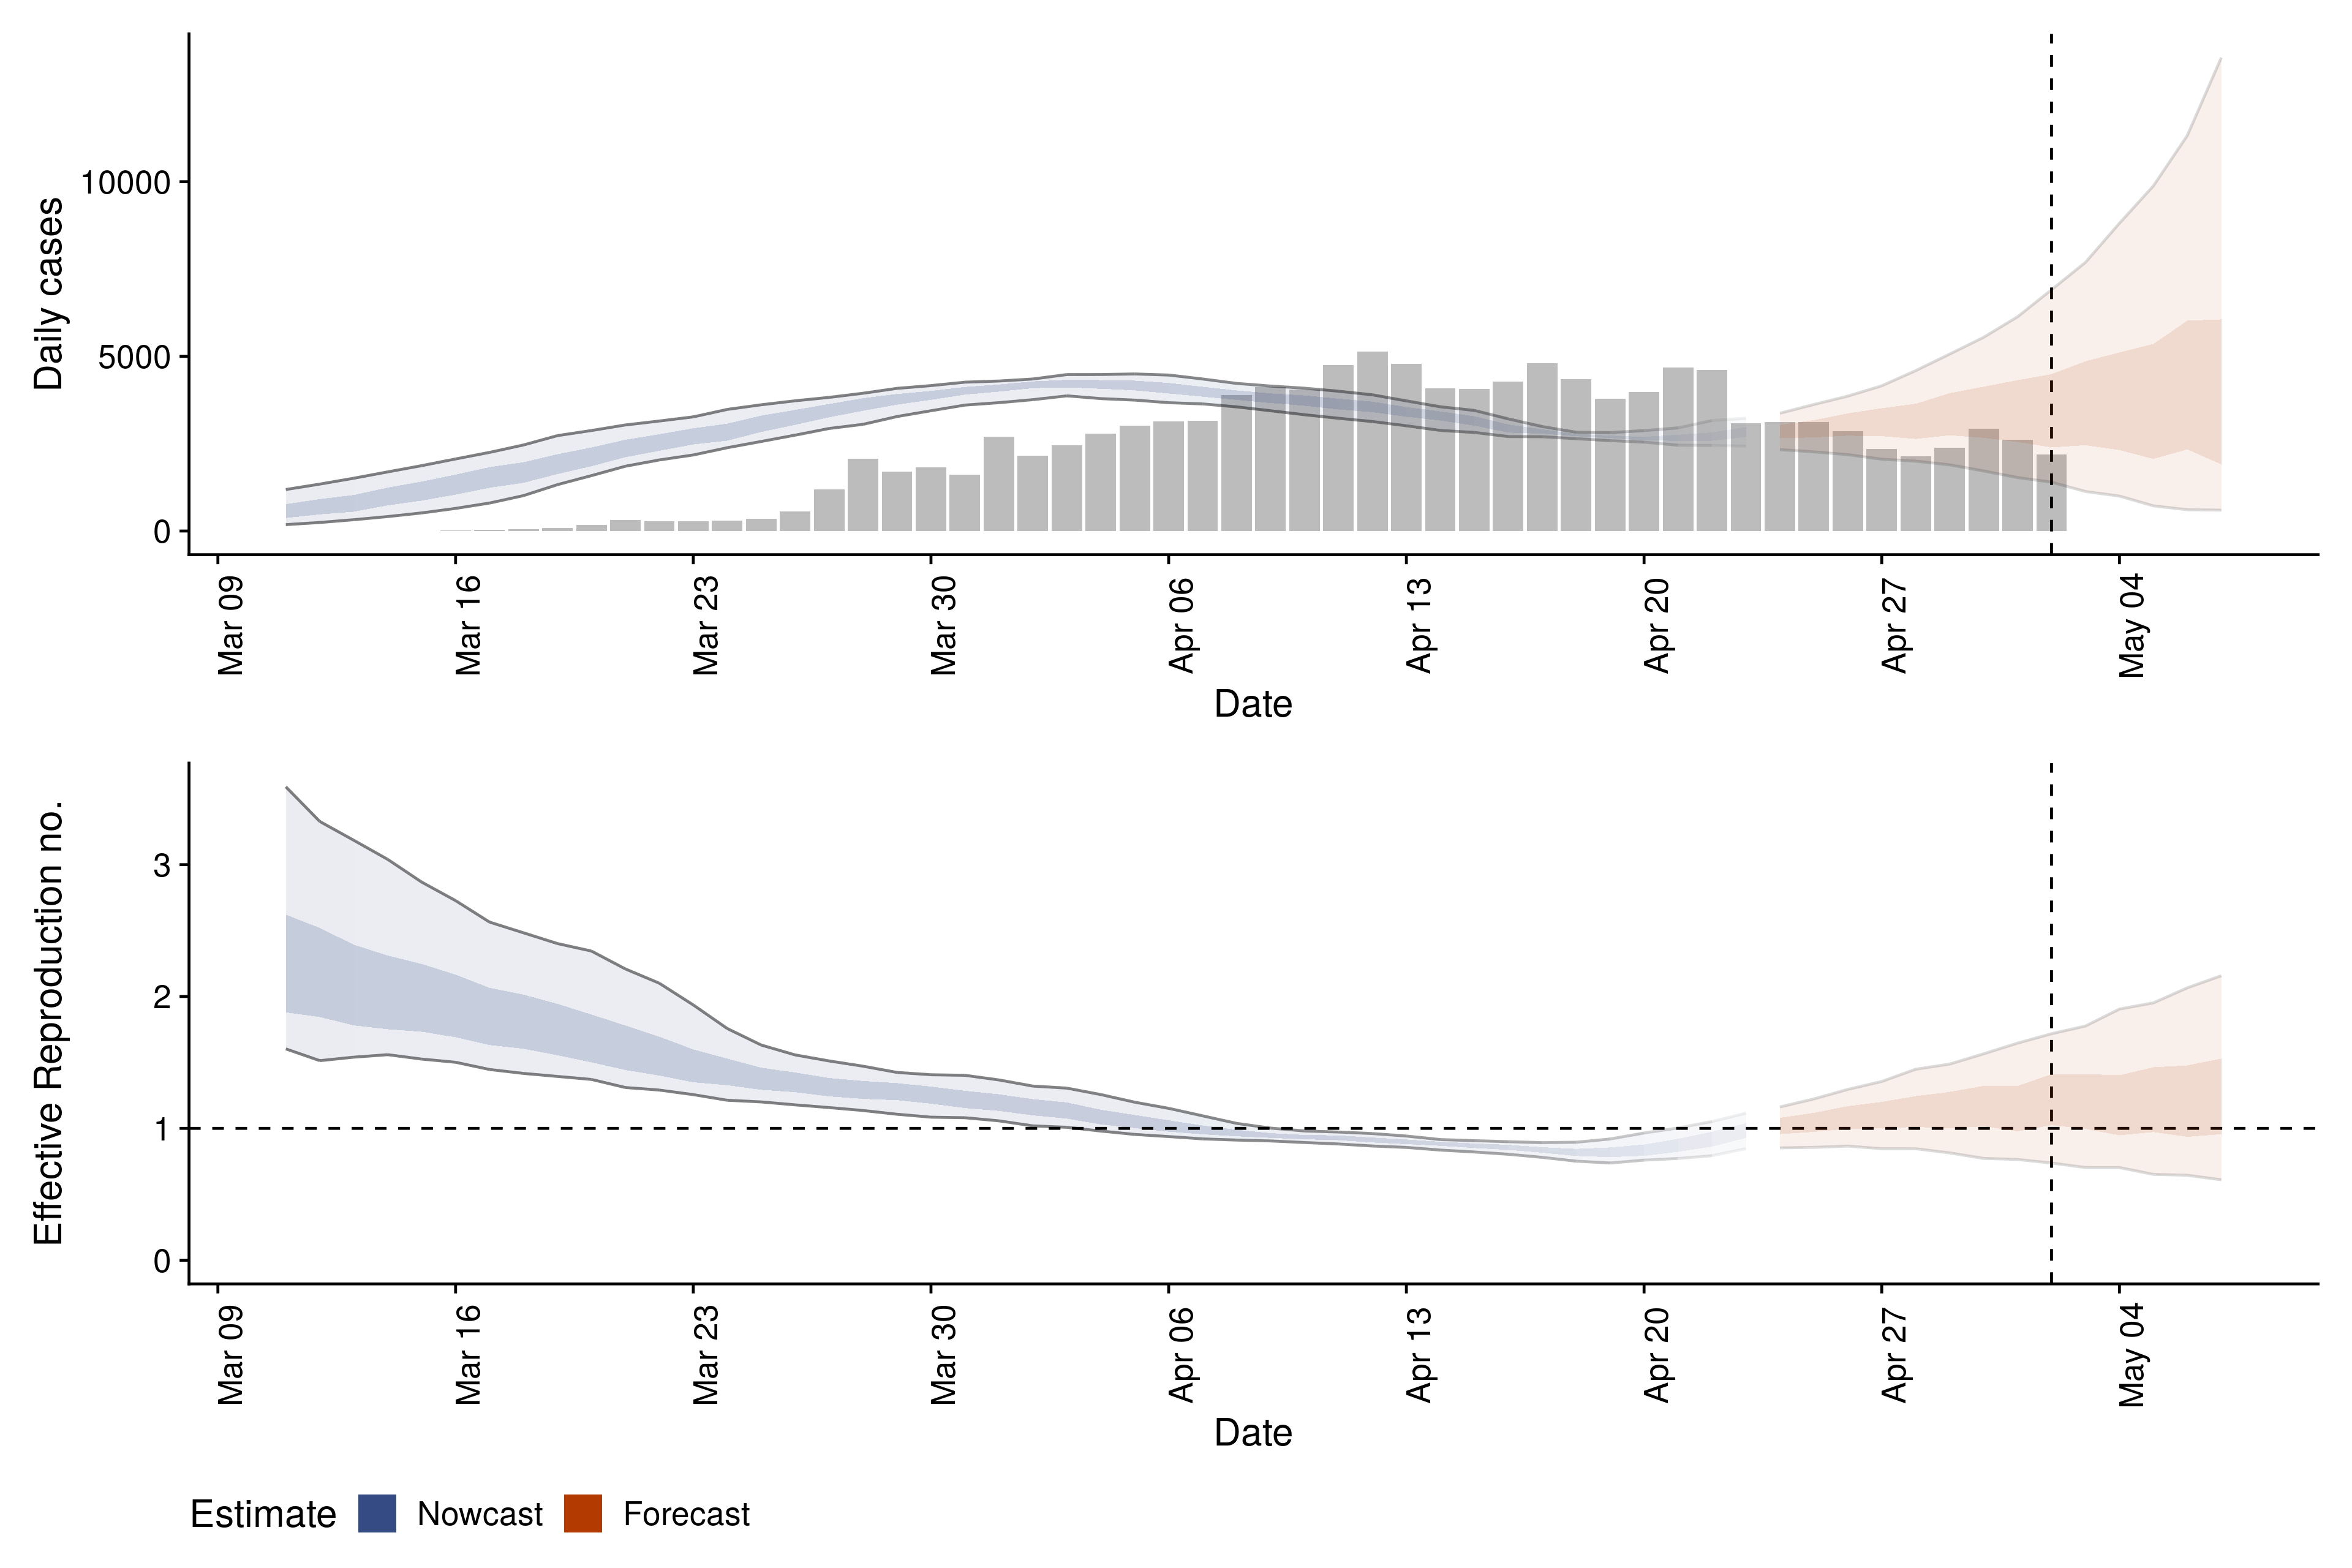 Daily cases
10000
5000
0
Mar 09
Mar 16
Mar 23
Mar 30
Apr 06
Apr 13
Apr 20
Apr 27
May 04
Date
Effective Reproduction no.
3
2
1
0
Mar 09
Mar 16
Mar 23
Mar 30
Apr 06
Apr 13
Apr 20
Apr 27
May 04
Date
Estimate Nowcast Forecast